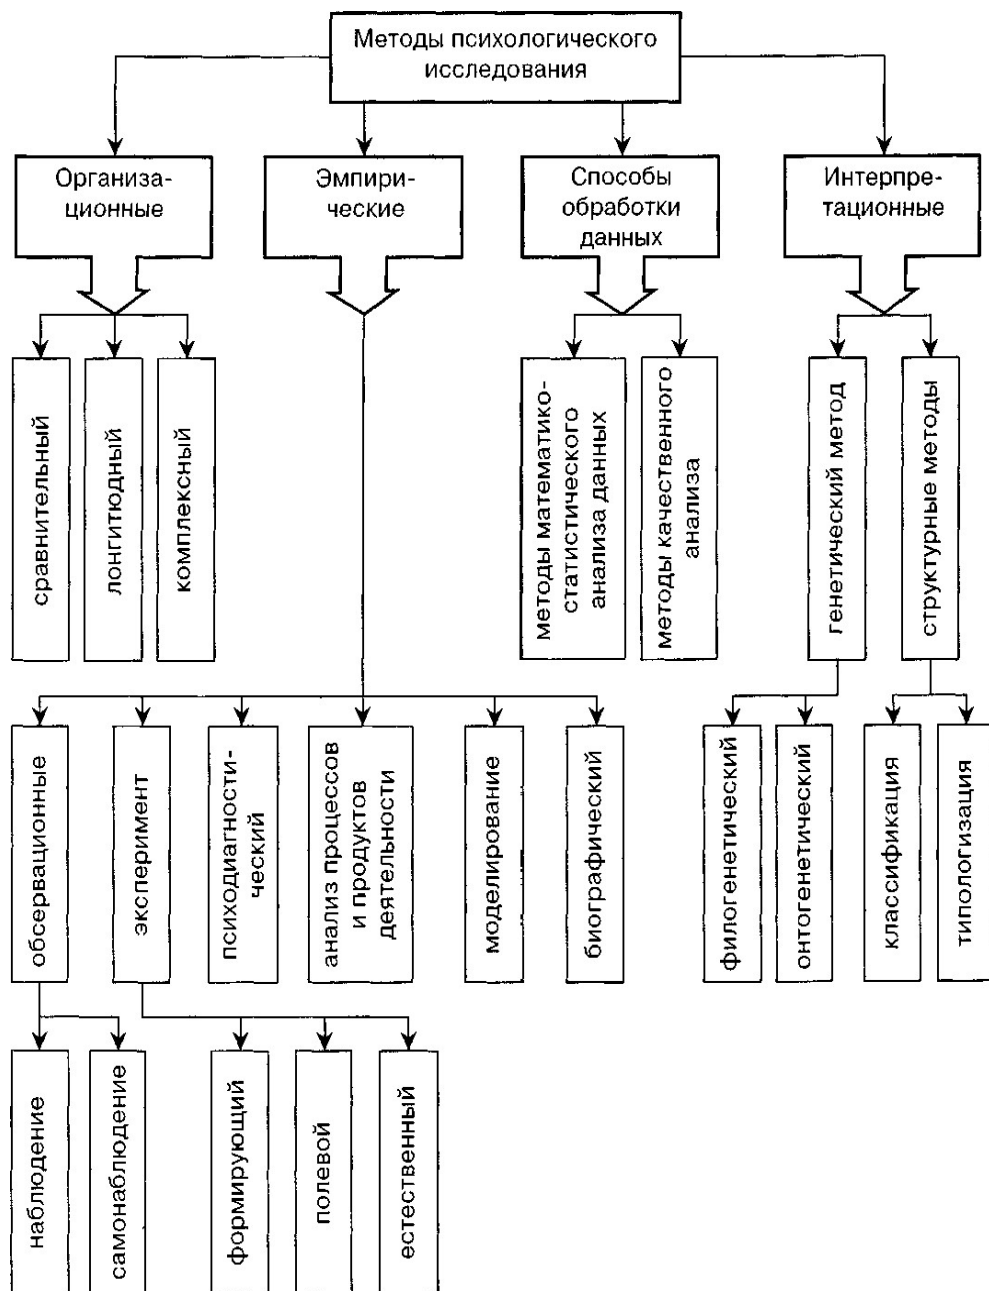 Методы психологического
исследования
Организа-
ционные
Эмпири-
ческие
Способы
обработки
данных
Интерпре-
тационные
сравнительный
лонгитюдный
комплексный
методы математико-
статистического
анализа данных
методы качественного
анализа
генетический метод
структурные методы
обсервационные
эксперимент
психодиагности-
ческий
анализ процессов
и продуктов
деятельности
моделирование
биографический
филогенетический
онтогенетический
классификация
типологизация
наблюдение
самонаблюдение
формирующий
полевой
естественный